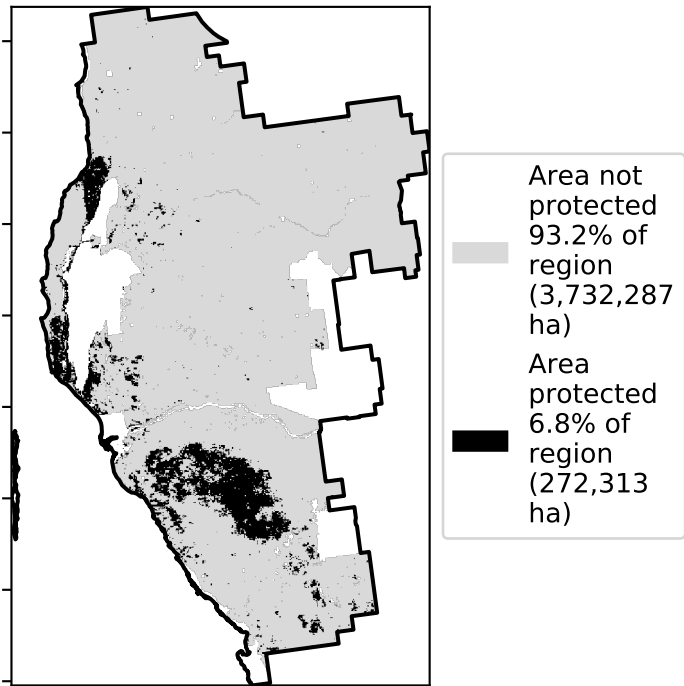 Area not
protected
93.2% of
region
(3,732,287
ha)
Area
protected
6.8% of
region
(272,313
ha)